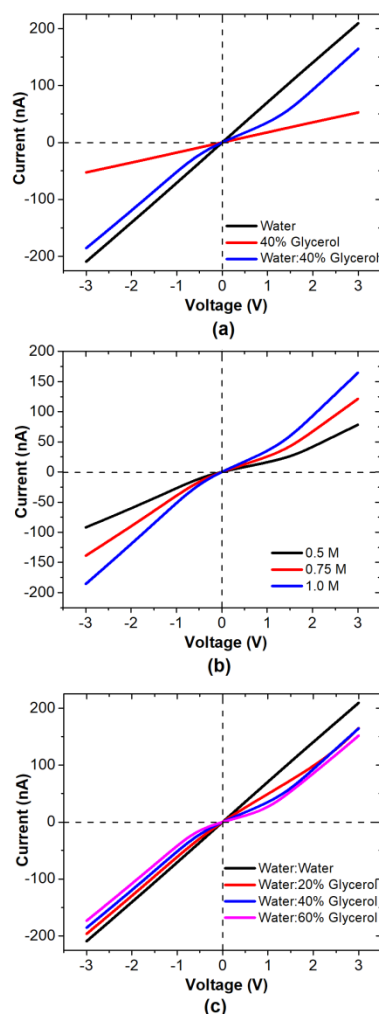 200
100
0
-100
-200
Current (nA)
Water
40% Glycerol
Water:40% Glycerol
-3 -2 -1 0 1 2 3
Voltage (V)
(a)
200
150
100
50
0
-50
-100
-150
-200
Current (nA)
0.5 M
0.75 M
1.0 M
-3 -2 -1 0 1 2 3
Voltage (V)
(b)
200
100
0
-100
-200
Current (nA)
Water:Water
Water:20% Glycerol
Water:40% Glycerol
Water:60% Glycerol
-3 -2 -1 0 1 2 3
Voltage (V)
(c)